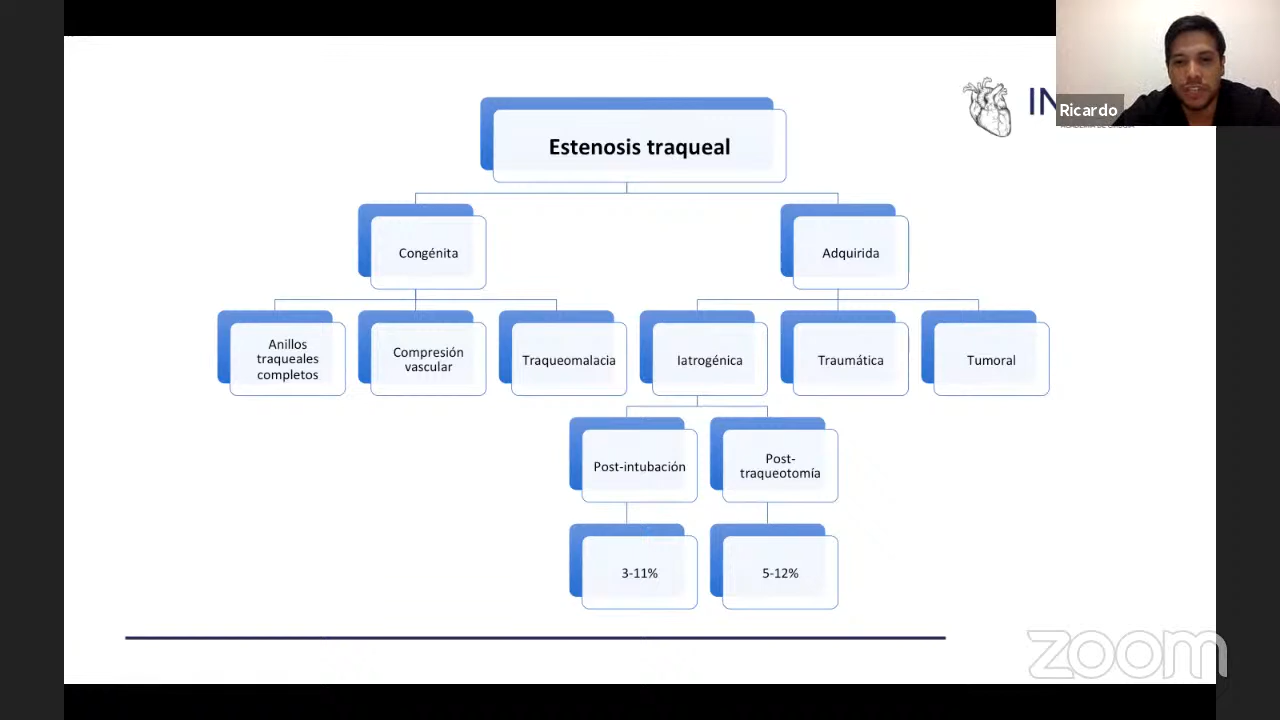 Ricardo
Estenosis traqueal
Congénita
Adquirida
Anillos
traqueales
completos
Compresión
vascular
Traqueomalacia
Iatrogénica
Traumática
Tumoral
Post-intubación
Post-
traqueotomía
3-11%
5-12%
zoom